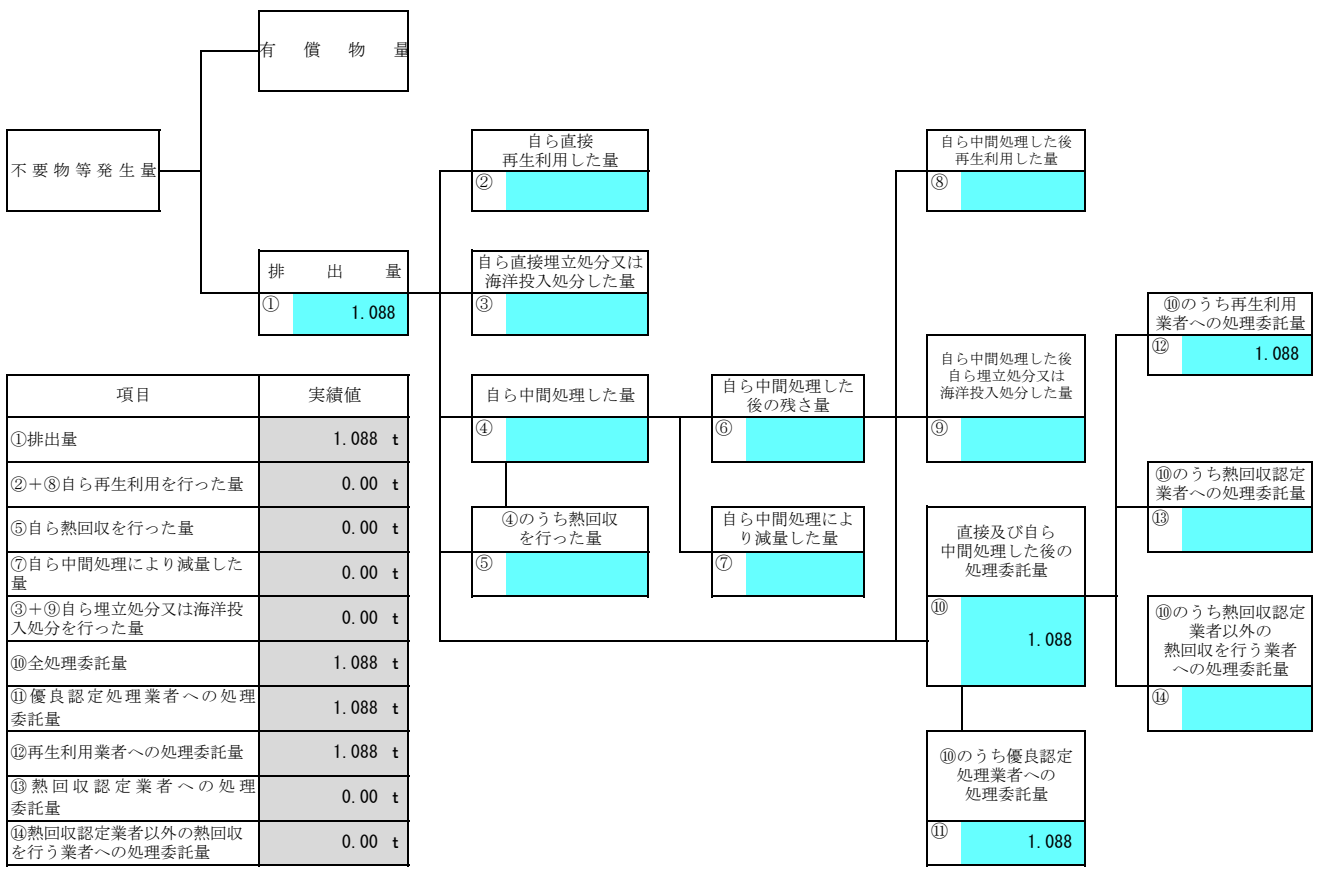 有償物量
不要物等発生量
排出量
① 1.088
自ら直接
再生利用した量
②
自ら直接埋立処分又は
海洋投入処分した量
③
自ら中間処理した量
④
④のうち熱回収
を行った量
⑤
自ら中間処理した
後の残さ量
⑥
自ら中間処理によ
り減量した量
⑦
自ら中間処理した後
再生利用した量
⑧
自ら中間処理した後
自ら埋立処分又は
海洋投入処分した量
⑨
直接及び自ら
中間処理した後の
処理委託量
⑩
1.088
⑩のうち優良認定
処理業者への
処理委託量
⑪
1.088
⑩のうち再生利用
業者への処理委託量
⑫ 1.088
⑩のうち熱回収認定
業者への処理委託量
⑬
⑩のうち熱回収認定
業者以外の
熱回収を行う業者
への処理委託量
⑭
項目 実績値
①排出量 1.088 t
②＋⑧自ら再生利用を行った量 0.00 t
⑤自ら熱回収を行った量 0.00 t
⑦自ら中間処理により減量した
量 0.00 t
③＋⑨自ら埋立処分又は海洋投
入処分を行った量 0.00 t
⑩全処理委託量 1.088 t
⑪優良認定処理業者への処理
委託量 1.088 t
⑫再生利用業者への処理委託量 1.088 t
⑬熱回収認定業者への処理
委託量 0.00 t
⑭熱回収認定業者以外の熱回収
を行う業者への処理委託量 0.00 t